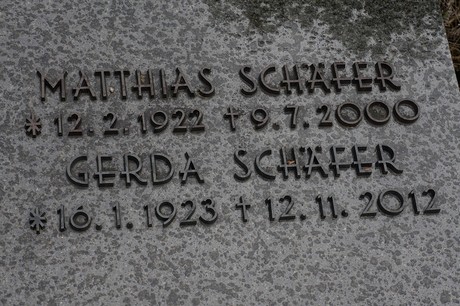 MATTHIAS SCHÄFER
* 12. 2. 1922 † 9. 7. 2000
GERDA SCHÄFER
* 16. 1. 1923 † 12. 11. 2012